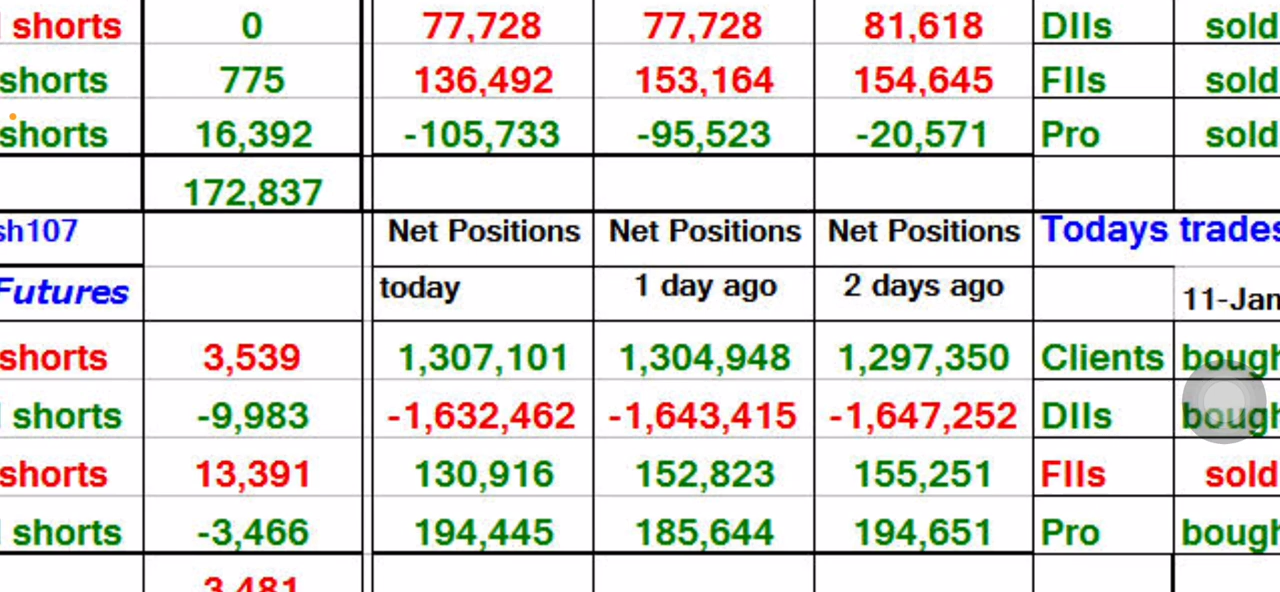 shorts 0 77,728 77,728 81,618 DIIs sold
shorts 775 136,492 153,164 154,645 FIIs sold
shorts 16,392 -105,733 -95,523 -20,571 Pro sold
172,837
sh107 Net Positions Net Positions Net Positions Todays trades
Futures today 1 day ago 2 days ago 11-Jan
shorts 3,539 1,307,101 1,304,948 1,297,350 Clients bough
shorts -9,983 -1,632,462 -1,643,415 -1,647,252 DIIs bough
shorts 13,391 130,916 152,823 155,251 FIIs sold
shorts -3,466 194,445 185,644 194,651 Pro bough
3,481